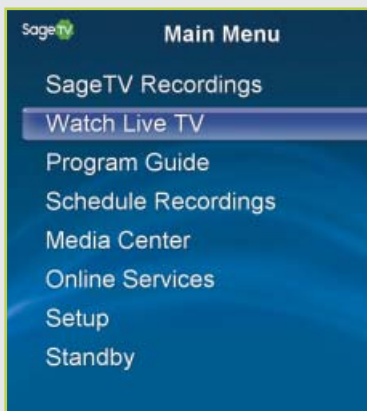 SageTV Main Menu
SageTV Recordings
Watch Live TV
Program Guide
Schedule Recordings
Media Center
Online Services
Setup
Standby